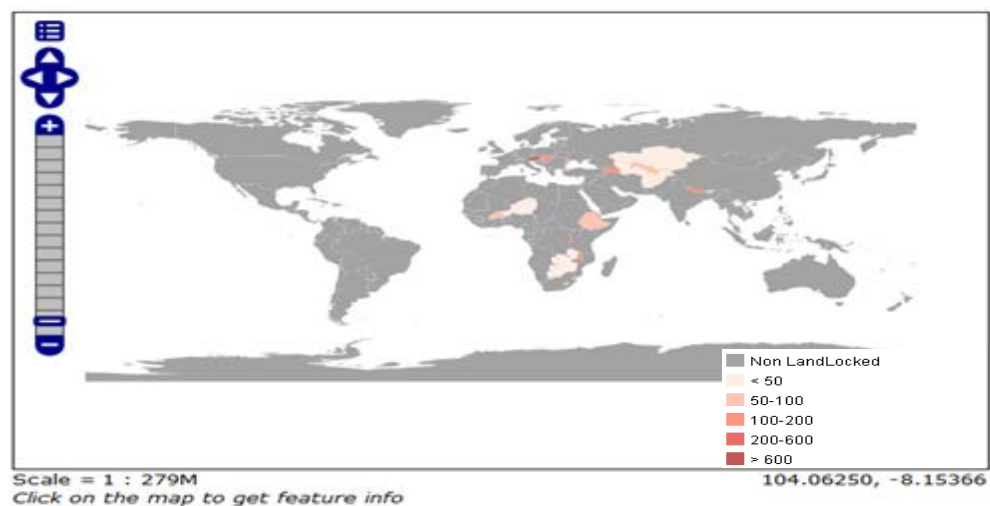 Non LandLocked
< 50
50-100
100-200
200-600
> 600
Scale = 1 : 279M
104.06250, -8.15366
Click on the map to get feature info